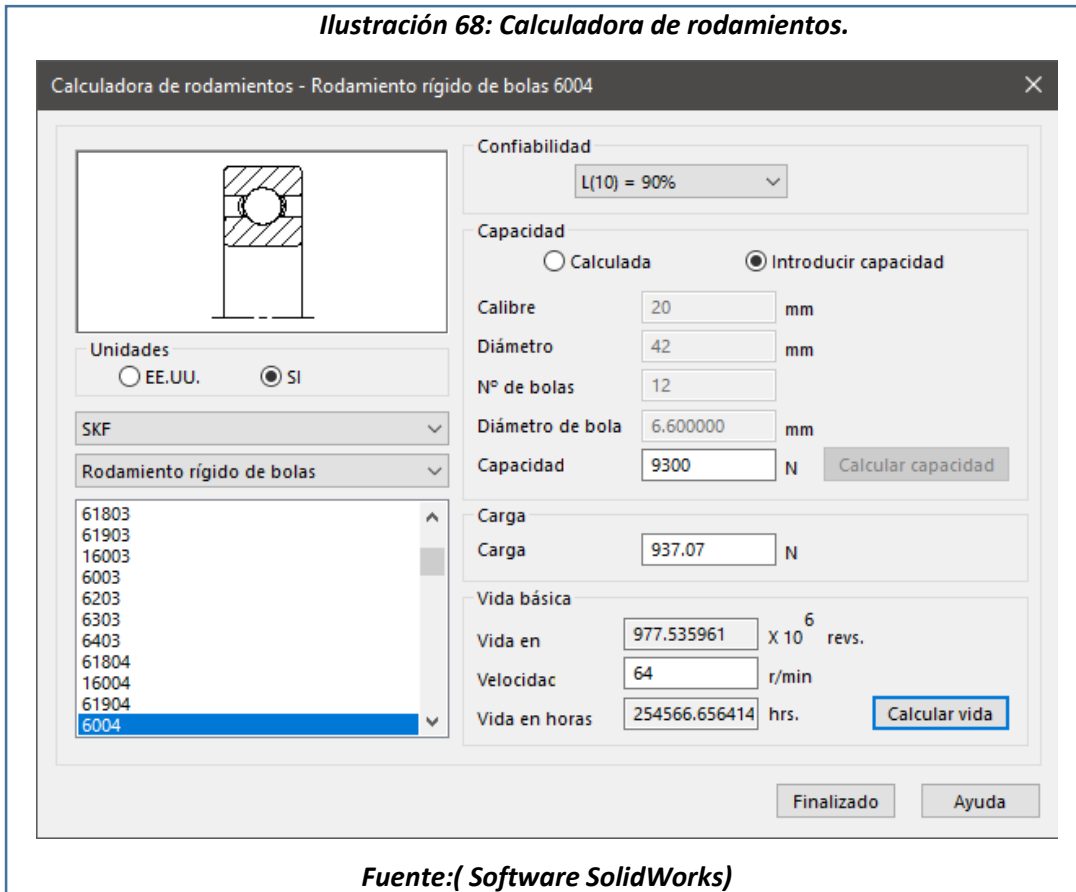 Ilustración 68: Calculadora de rodamientos.
Calculadora de rodamientos - Rodamiento rígido de bolas 6004
Unidades
EE.UU. SI
SKF
Rodamiento rígido de bolas
61803
61903
16003
6003
6203
6303
6403
61804
16004
61904
6004
Confiabilidad
L(10) = 90%
Capacidad
Calculada Introducir capacidad
Calibre 20 mm
Diámetro 42 mm
Nº de bolas 12
Diámetro de bola 6.600000 mm
Capacidad 9300 N Calcular capacidad
Carga
Carga 937.07 N
Vida básica
Vida en 977.535961 X 10⁶ revs.
Velocidac 64 r/min
Vida en horas 254566.656414 hrs. Calcular vida
Finalizado Ayuda
Fuente:( Software SolidWorks)